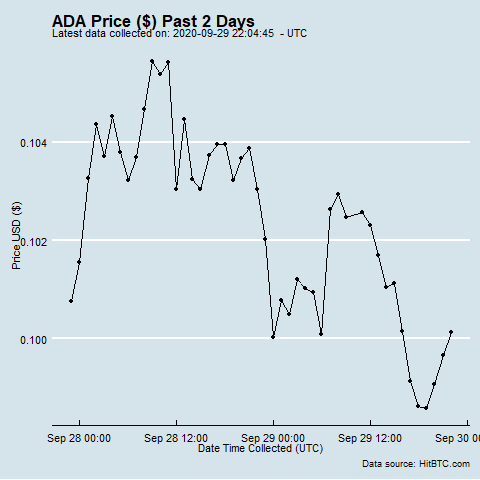 ADA Price ($) Past 2 Days
Latest data collected on: 2020-09-29 22:04:45 - UTC
Price USD ($)
0.104
0.102
0.100
Sep 28 00:00 Sep 28 12:00 Sep 29 00:00 Sep 29 12:00 Sep 30 00
Date Time Collected (UTC)
Data source: HitBTC.com